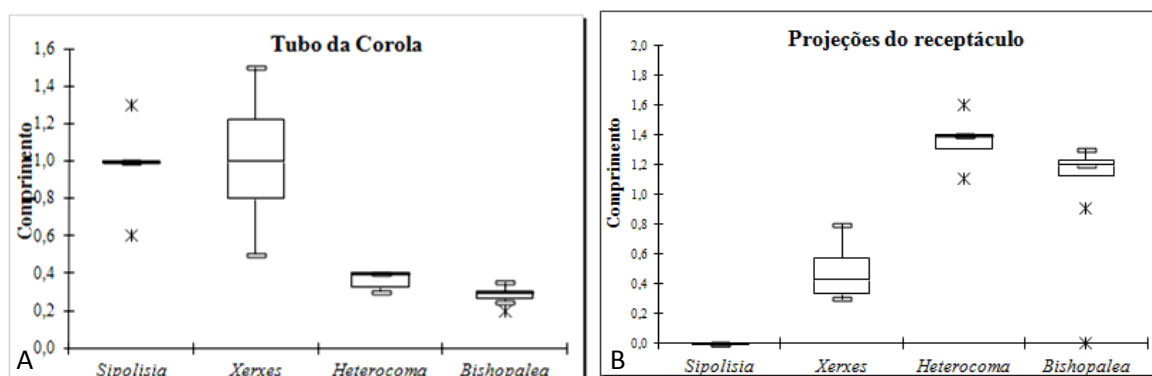 Tubo da Corola
Comprimento
1,6
1,4
1,2
1,0
0,8
0,6
0,4
0,2
0,0
A
Sipolisia Xerxes Heterocoma Bishopalea
Projeções do receptáculo
Comprimento
2,0
1,8
1,6
1,4
1,2
1,0
0,8
0,6
0,4
0,2
0,0
B
Sipolisia Xerxes Heterocoma Bishopalea